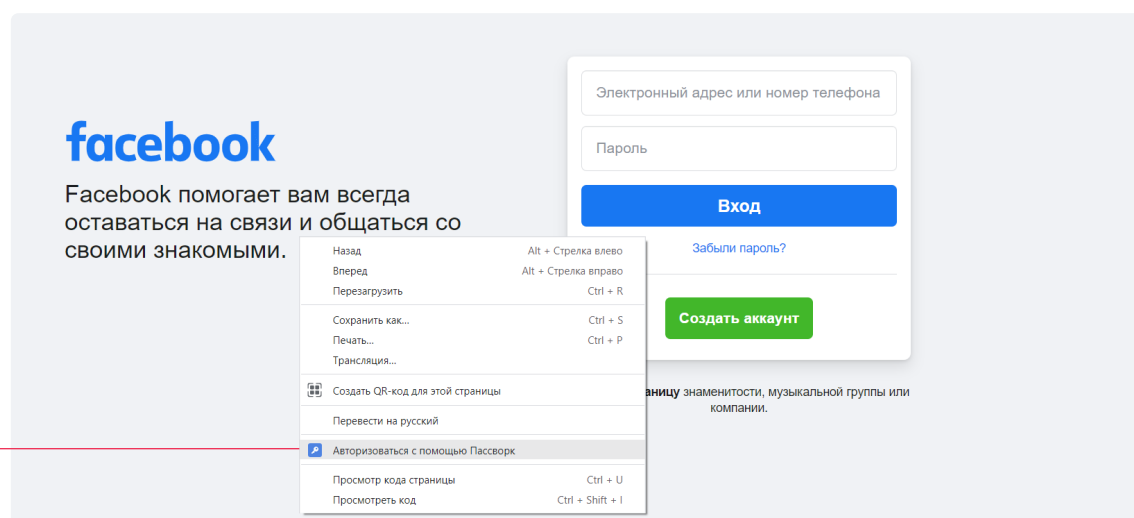 facebook
Facebook помогает вам всегда
оставаться на связи и общаться со
своими знакомыми.
Электронный адрес или номер телефона
Пароль
Вход
Забыли пароль?
Создать аккаунт
знаменитости, музыкальной группы или
компании.
Назад Alt + Стрелка влево
Вперед Alt + Стрелка вправо
Перезагрузить Ctrl + R
Сохранить как... Ctrl + S
Печать... Ctrl + P
Трансляция...
Создать QR-код для этой страницы
Перевести на русский
Авторизоваться с помощью Пассворк
Просмотр кода страницы Ctrl + U
Просмотреть код Ctrl + Shift + I